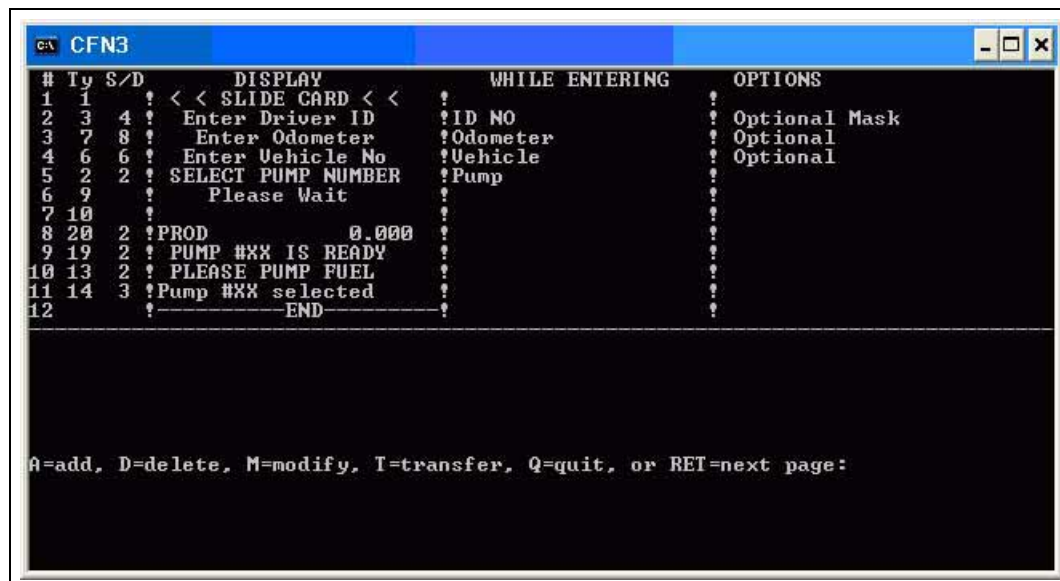 CFN3
# Ty S/D DISPLAY WHILE ENTERING OPTIONS
1 1 ! < < SLIDE CARD < < ! !
2 3 4 ! Enter Driver ID !ID NO ! Optional Mask
3 7 8 ! Enter Odometer !Odometer ! Optional
4 6 6 ! Enter Vehicle No !Vehicle ! Optional
5 2 2 ! SELECT PUMP NUMBER !Pump !
6 9 ! Please Wait ! !
7 10 ! ! !
8 20 2 !PROD 0.000 ! !
9 19 2 ! PUMP #XX IS READY ! !
10 13 2 ! PLEASE PUMP FUEL ! !
11 14 3 !Pump #XX selected ! !
12 !----------END---------! !
A=add, D=delete, M=modify, T=transfer, Q=quit, or RET=next page: